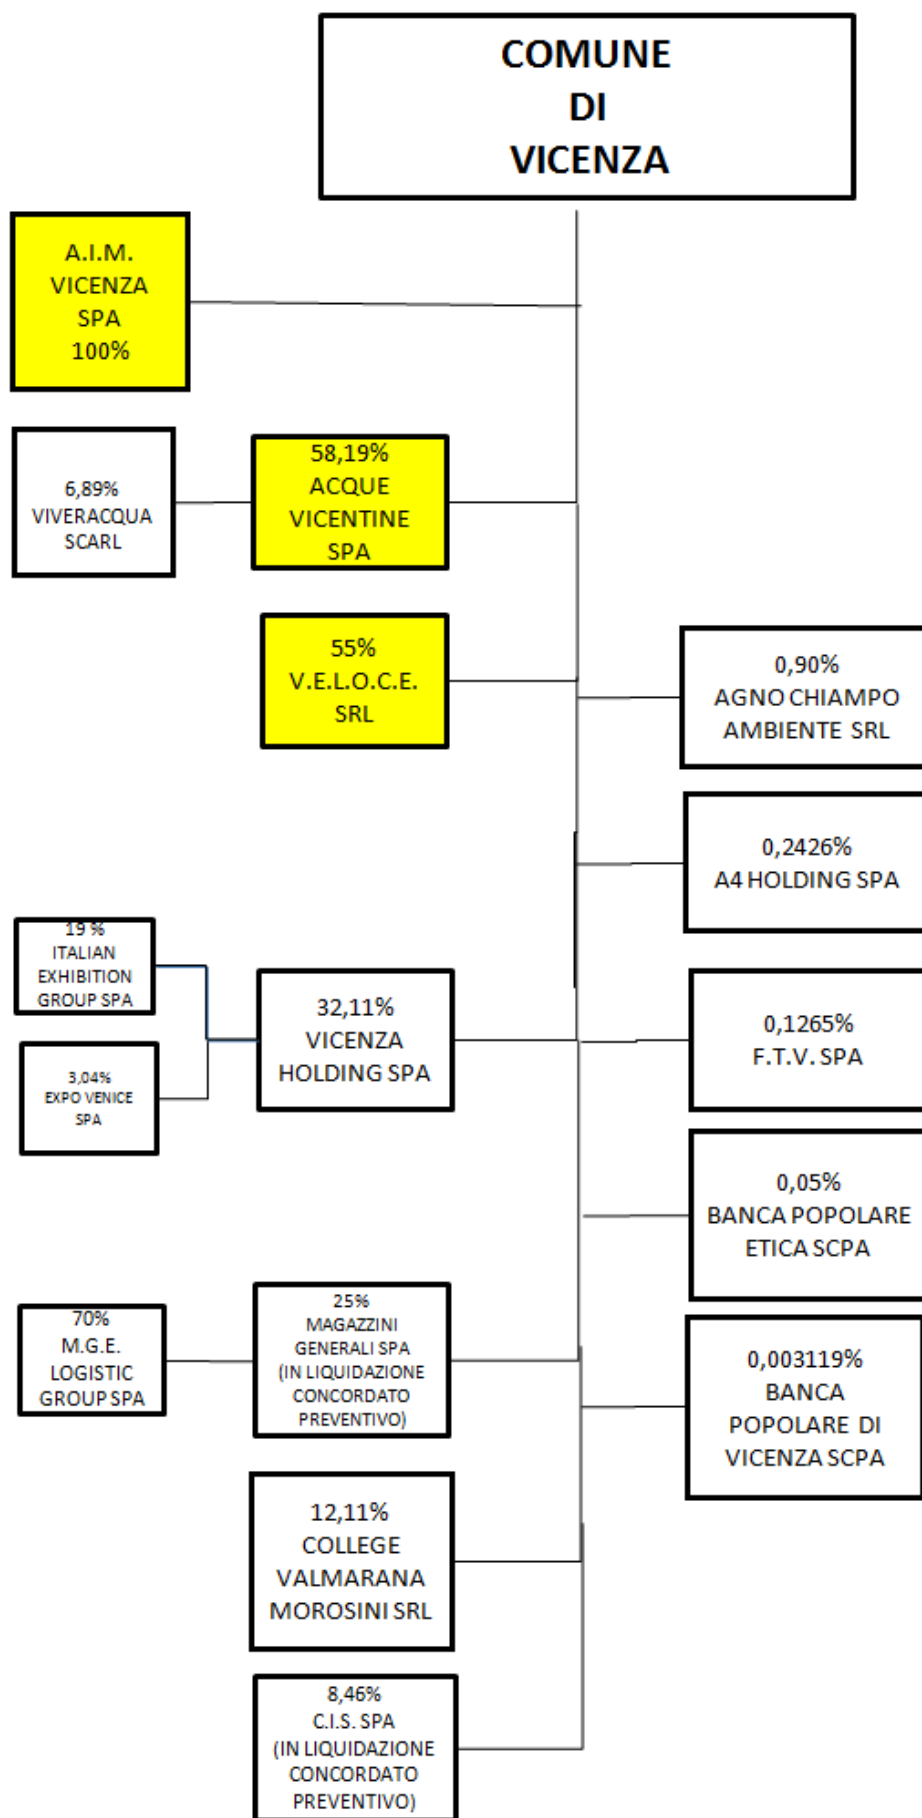 COMUNE
DI
VICENZA
A.I.M.
VICENZA
SPA
100%
6,89%
VIVERACQUA
SCARL
58,19%
ACQUE
VICENTINE
SPA
55%
V.E.L.O.C.E.
SRL
0,90%
AGNO CHIAMPO
AMBIENTE SRL
0,2426%
A4 HOLDING SPA
19 %
ITALIAN
EXHIBITION
GROUP SPA
3,04%
EXPO VENICE
SPA
32,11%
VICENZA
HOLDING SPA
0,1265%
F.T.V. SPA
0,05%
BANCA POPOLARE
ETICA SCPA
70%
M.G.E.
LOGISTIC
GROUP SPA
25%
MAGAZZINI
GENERALI SPA
(IN LIQUIDAZIONE
CONCORDATO
PREVENTIVO)
0,003119%
BANCA
POPOLARE DI
VICENZA SCPA
12,11%
COLLEGE
VALMARANA
MOROSINI SRL
8,46%
C.I.S. SPA
(IN LIQUIDAZIONE
CONCORDATO
PREVENTIVO)